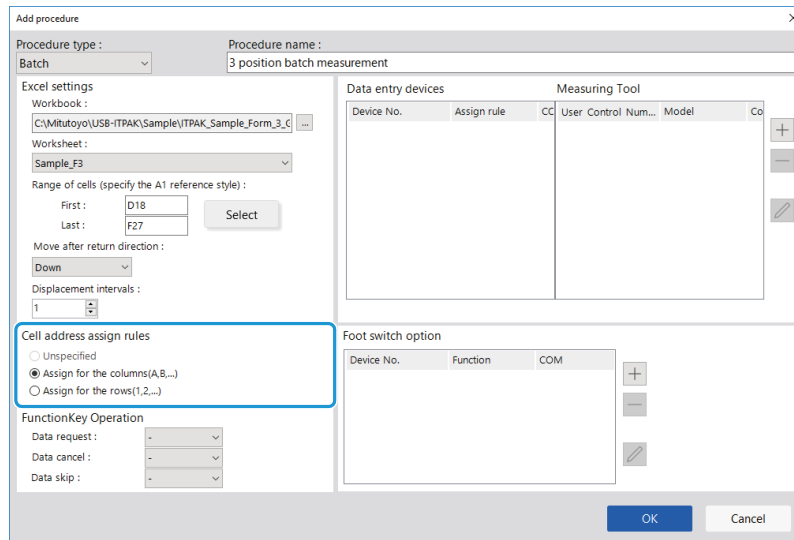 Add procedure
Procedure type :
Procedure name :
Batch
3 position batch measurement
Excel settings
Workbook :
C:\Mitutoyo\USB-ITPAK\Sample\ITPAK_Sample_Form_3_G
...
Worksheet :
Sample_F3
Range of cells (specify the A1 reference style) :
First :
D18
Last :
F27
Select
Move after return direction :
Down
Displacement intervals :
1
Cell address assign rules
Unspecified
Assign for the columns(A,B,...)
Assign for the rows(1,2,...)
FunctionKey Operation
Data request :
-
Data cancel :
-
Data skip :
-
Data entry devices
Device No. Assign rule CC
Measuring Tool
User Control Num... Model Co
Foot switch option
Device No. Function COM
OK
Cancel